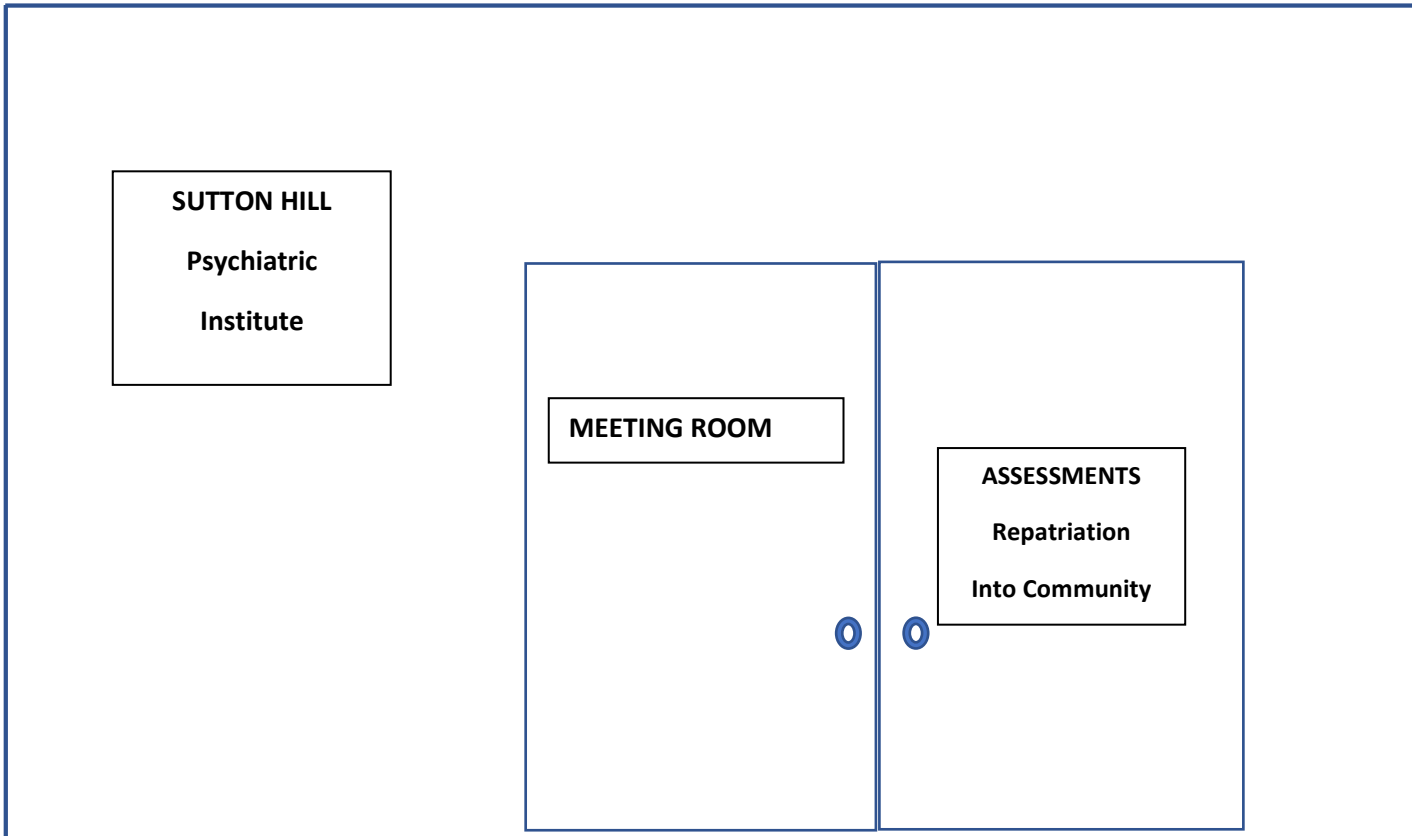 SUTTON HILL
Psychiatric
Institute
MEETING ROOM
ASSESSMENTS
Repatriation
Into Community